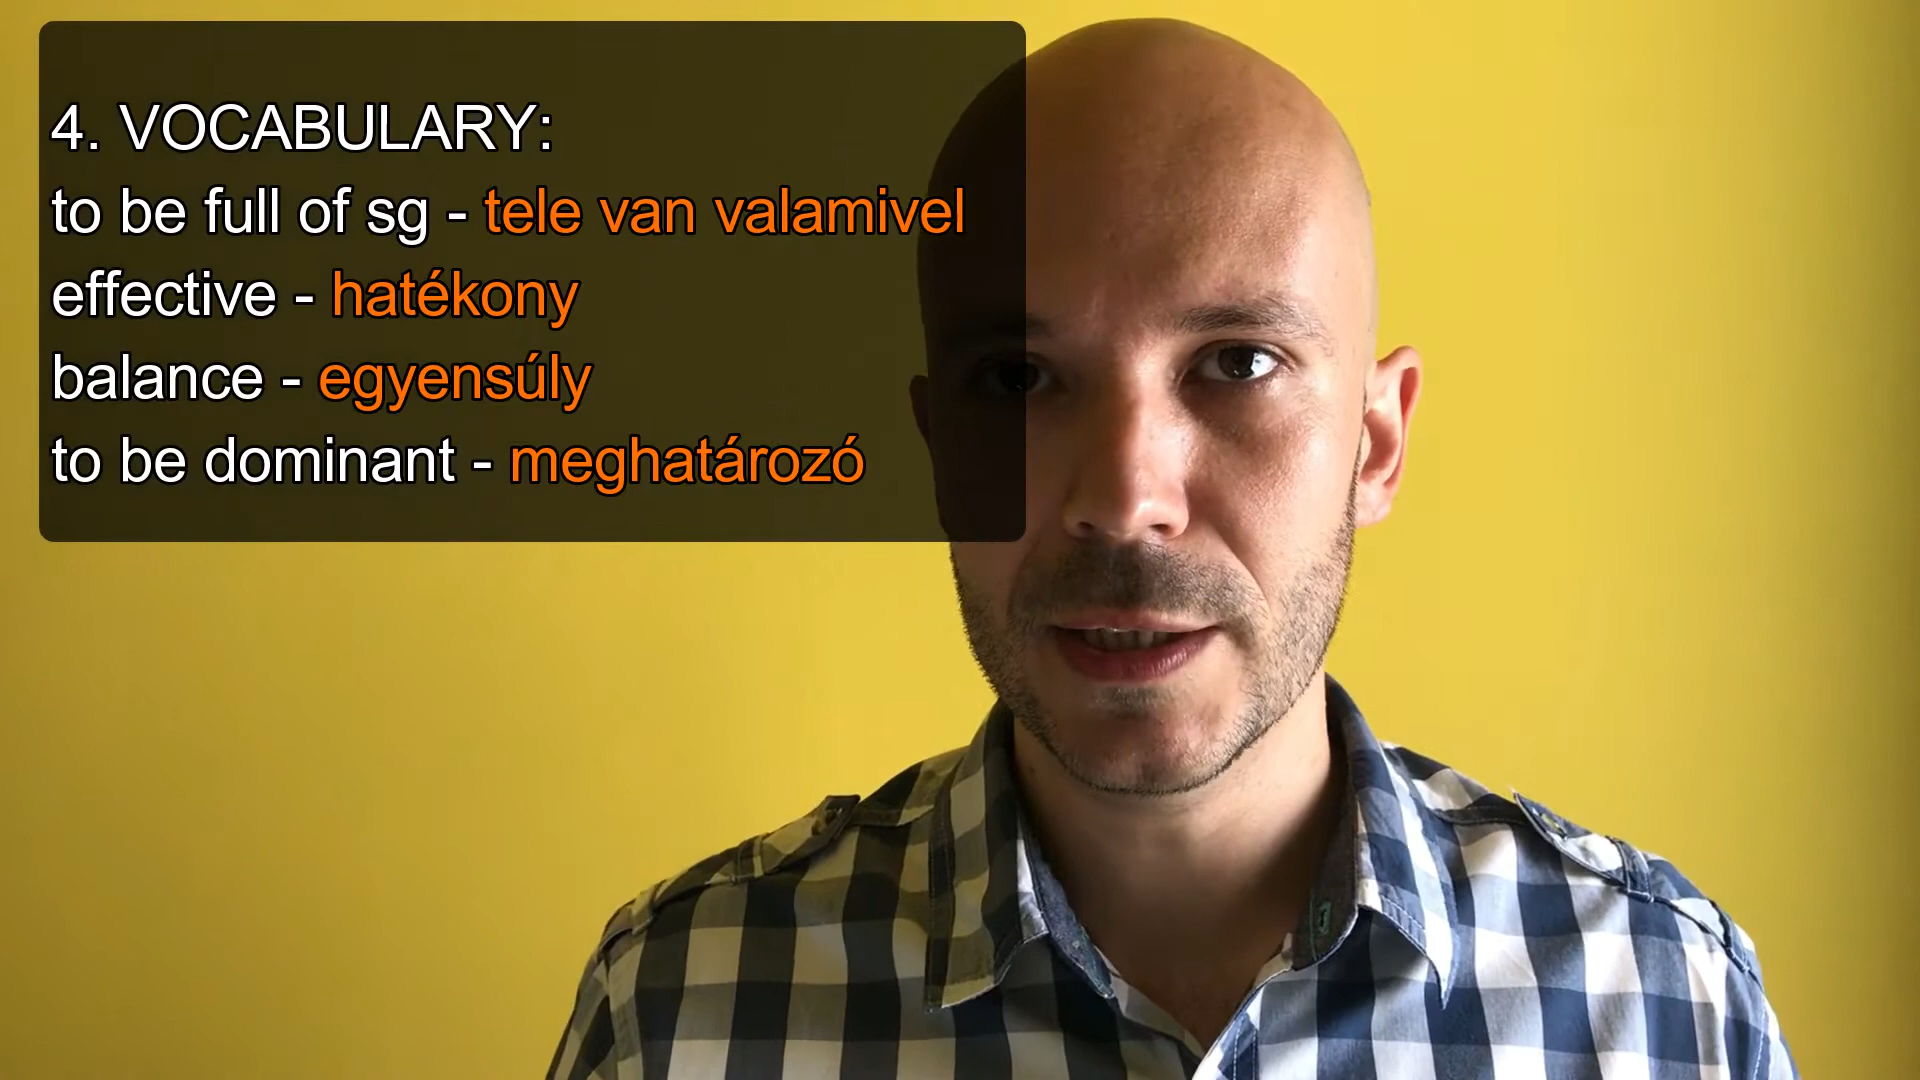 4. VOCABULARY:
to be full of sg - tele van valamivel
effective - hatékony
balance - egyensúly
to be dominant - meghatározó